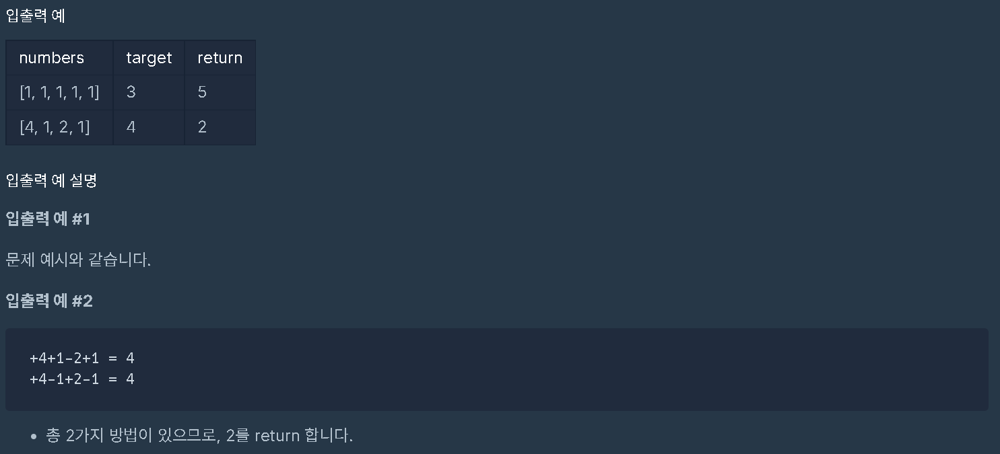 입출력 예
numbers target return
[1, 1, 1, 1, 1] 3 5
[4, 1, 2, 1] 4 2
입출력 예 설명
입출력 예 #1
문제 예시와 같습니다.
입출력 예 #2
+4+1-2+1 = 4
+4-1+2-1 = 4
• 총 2가지 방법이 있으므로, 2를 return 합니다.